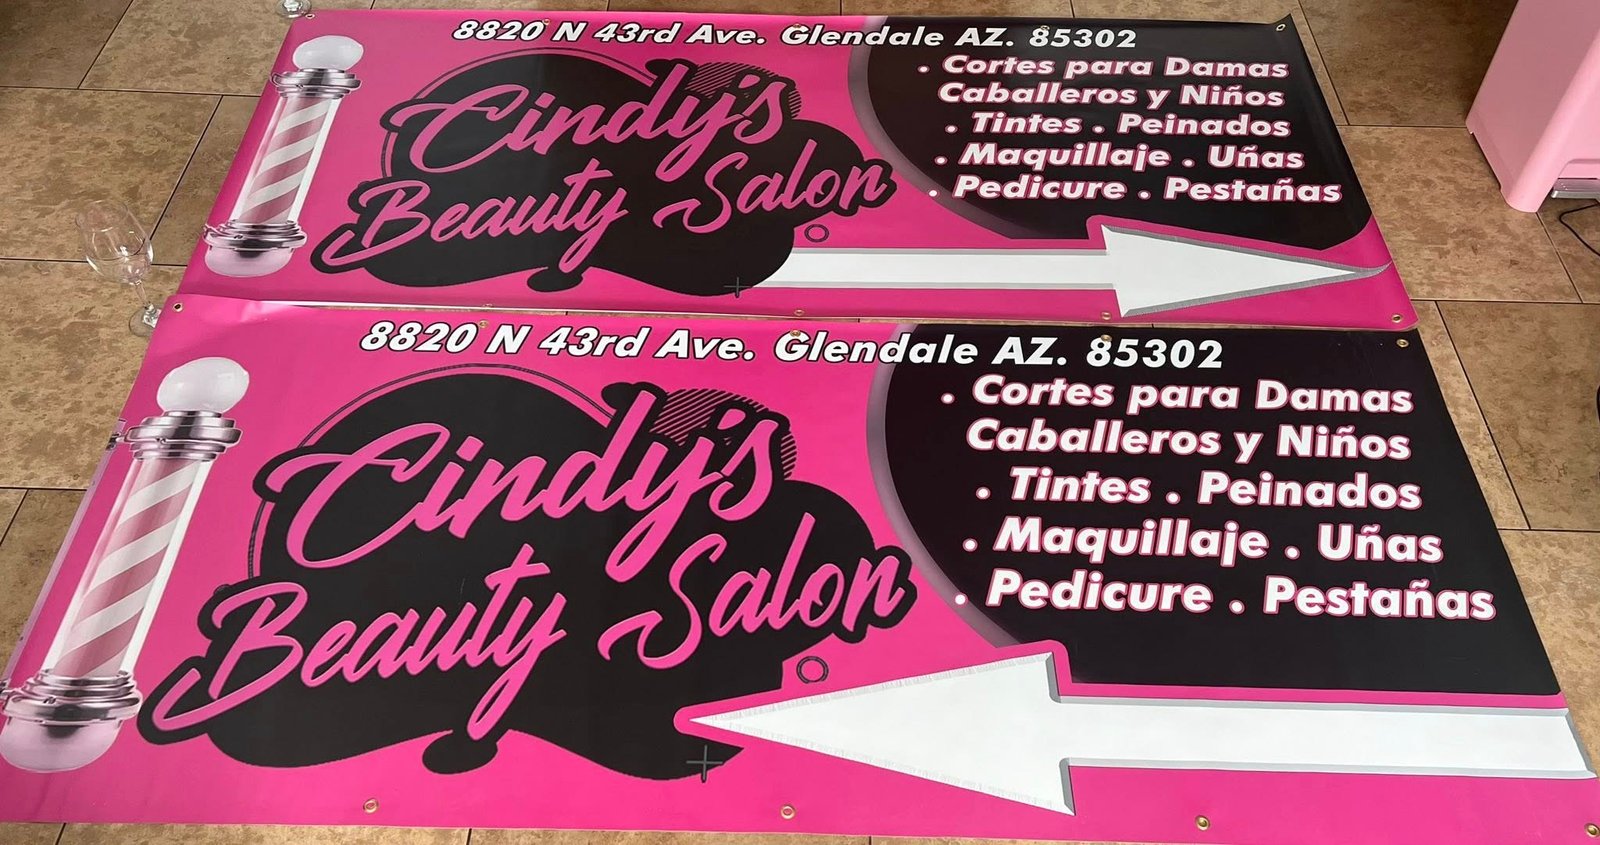 8820 N 43rd Ave. Glendale AZ. 85302
Cindy's
Beauty Salon
. Cortes para Damas
Caballeros y Niños
. Tintes . Peinados
. Maquillaje . Uñas
. Pedicure . Pestañas
8820 N 43rd Ave. Glendale AZ. 85302
Cindy's
Beauty Salon
. Cortes para Damas
Caballeros y Niños
. Tintes . Peinados
. Maquillaje . Uñas
. Pedicure . Pestañas